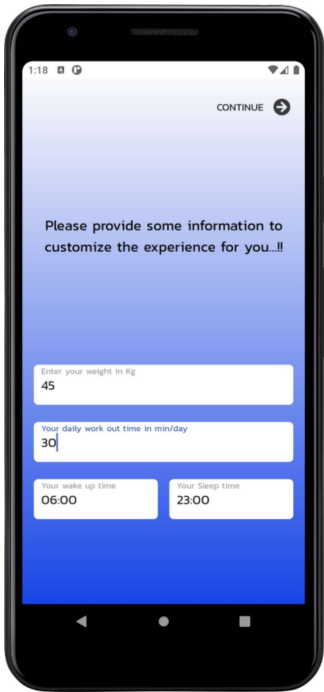 1:18
CONTINUE
Please provide some information to
customize the experience for you...!!
Enter your weight in Kg
45
Your daily work out time in min/day
30
Your wake up time
06:00
Your Sleep time
23:00